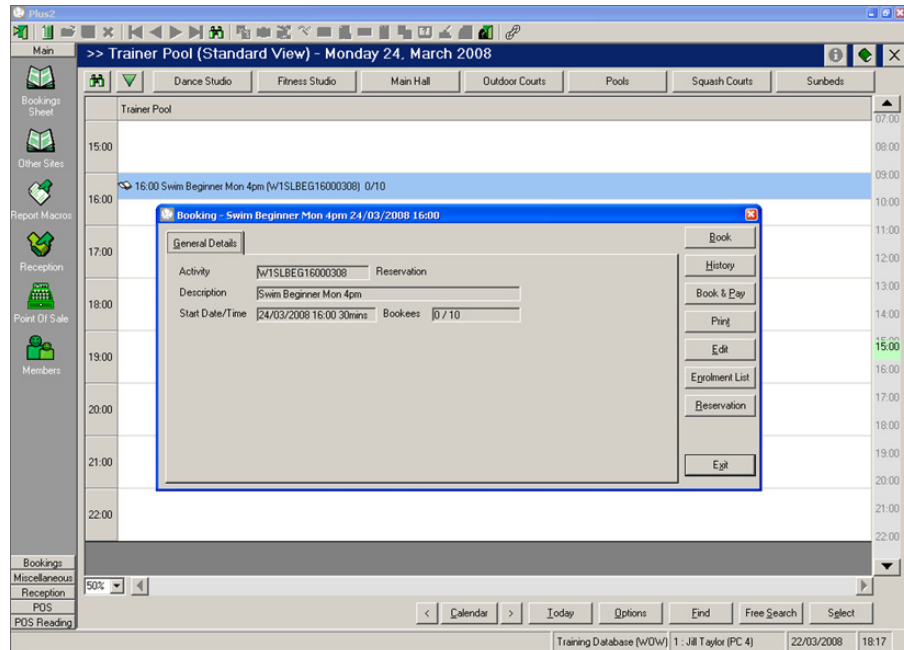 Plus2
Main
>> Trainer Pool (Standard View) - Monday 24, March 2008
Dance Studio
Fitness Studio
Main Hall
Outdoor Courts
Pools
Squash Courts
Sunbeds
Bookings Sheet
Other Sites
Report Macros
Reception
Point Of Sale
Members
Trainer Pool
15:00
16:00 Swim Beginner Mon 4pm (W1SLBEG16000308) 0/10
16:00
17:00
18:00
19:00
20:00
21:00
22:00
Booking - Swim Beginner Mon 4pm 24/03/2008 16:00
General Details
Activity W1SLBEG16000308 Reservation
Description Swim Beginner Mon 4pm
Start Date/Time 24/03/2008 16:00 30mins Bookees 0 / 10
Book
History
Book & Pay
Print
Edit
Enrolment List
Reservation
Exit
07:00
08:00
09:00
10:00
11:00
12:00
13:00
14:00
15:00
16:00
17:00
18:00
19:00
20:00
21:00
22:00
Bookings
Miscellaneous
Reception
POS
POS Reading
50%
< Calendar > Today Options Find Free Search Select
Training Database (WOW) 1 : Jill Taylor (PC 4) 22/03/2008 18:17